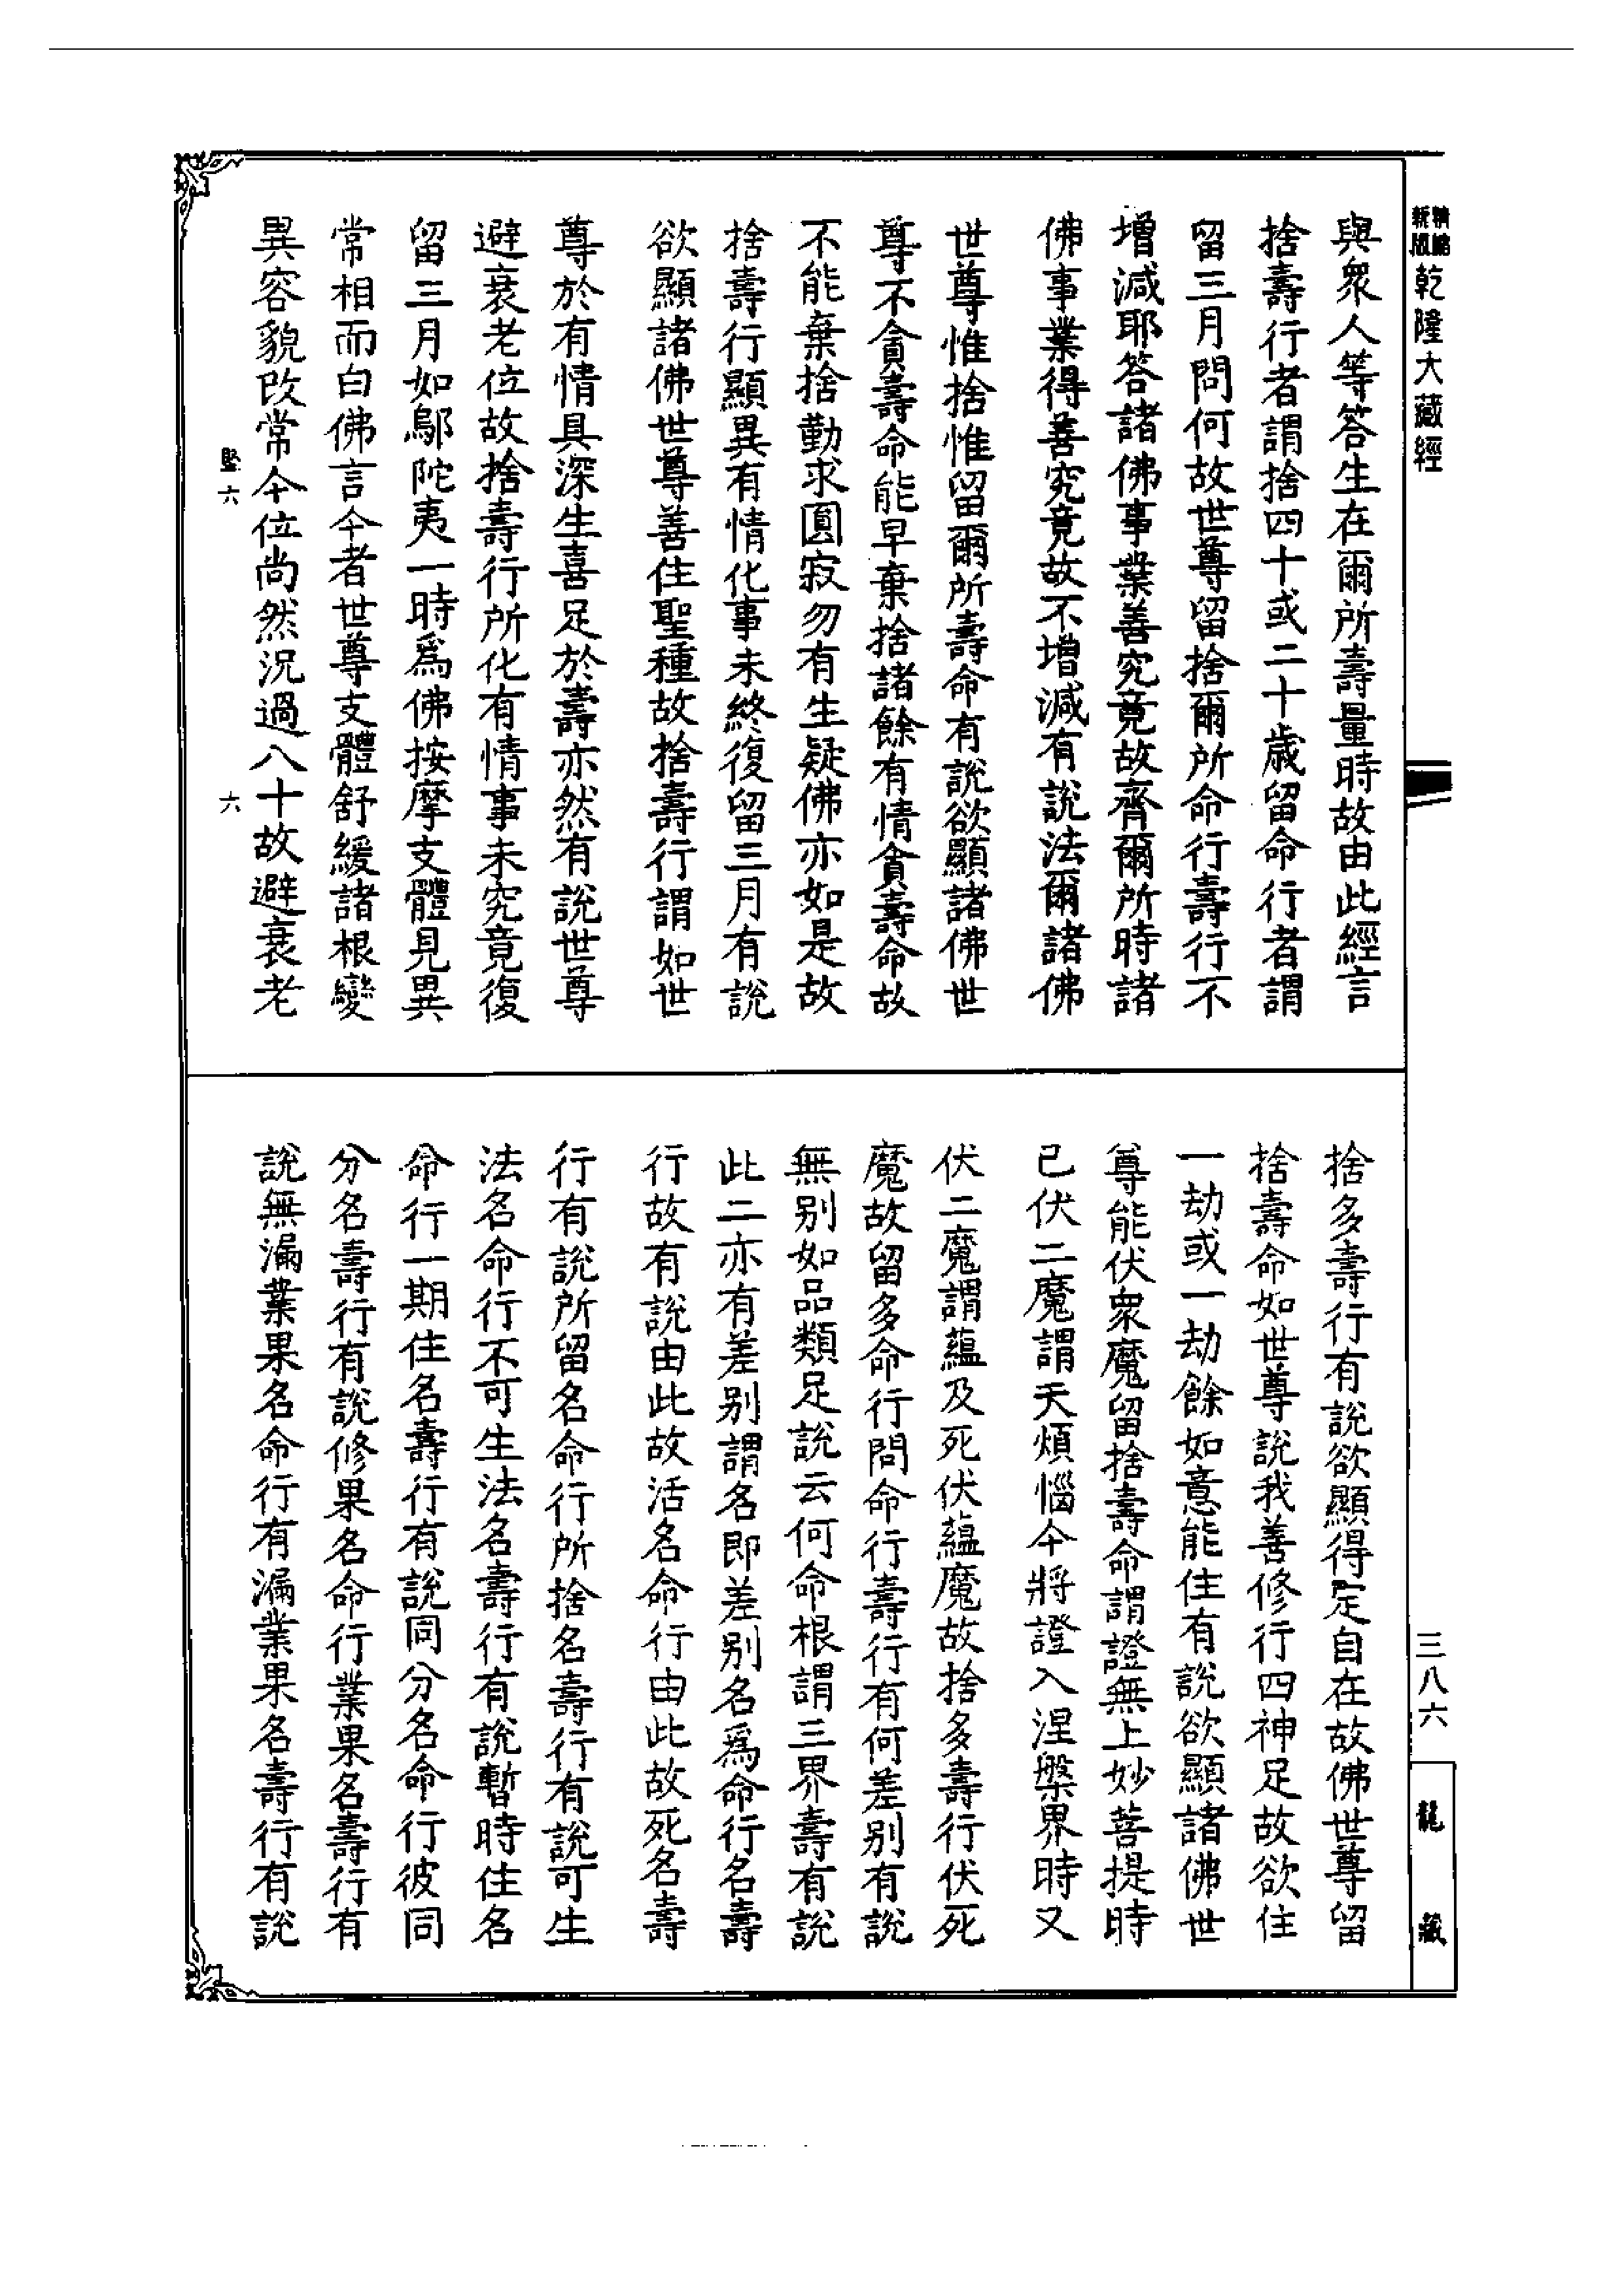 精縮
新版
乾隆大藏經
與衆人等答生在爾所壽量時故由此經言
捨壽行者謂捨四十或二十歲留命行者謂
留三月問何故世尊留捨爾所命行壽行不
增減耶答諸佛事業善究竟故齊爾所時諸
佛事業得善究竟故不增減有說法爾諸佛
世尊惟捨惟留爾所壽命有說欲顯諸佛世
尊不貪壽命能早棄捨諸餘有情貪壽命故
不能棄捨勤求圓寂勿有生疑佛亦如是故
捨壽行顯異有情化事未終復留三月有說
欲顯諸佛世尊善住聖種故捨壽行謂如世
尊於有情具深生喜足於壽亦然有說世尊
避衰老位故捨壽行所化有情事未究竟復
留三月如鄔陀夷一時爲佛按摩支體見異
常相而白佛言今者世尊支體舒緩諸根變
異容貌改常今位尚然況過八十故避衰老
堅六
六
捨多壽行有說欲顯得定自在故佛世尊留
捨壽命如世尊說我善修行四神足故欲住
一劫或一劫餘如意能住有說欲顯諸佛世
尊能伏衆魔留捨壽命謂證無上妙菩提時
已伏二魔謂天煩惱今將證入涅槃界時又
伏二魔謂蘊及死伏蘊魔故捨多壽行伏死
魔故留多命行問命行壽行有何差别有說
無别如品類足說云何命根謂三界壽有說
此二亦有差别謂名即差别名爲命行名壽
行故有說由此故活名命行由此故死名壽
行有說所留名命行所捨名壽行有說可生
法名命行不可生法名壽行有說暫時住名
命行一期住名壽行有說同分名命行彼同
分名壽行有說修果名命行業果名壽行有
說無漏業果名命行有漏業果名壽行有說
三八六
龍藏